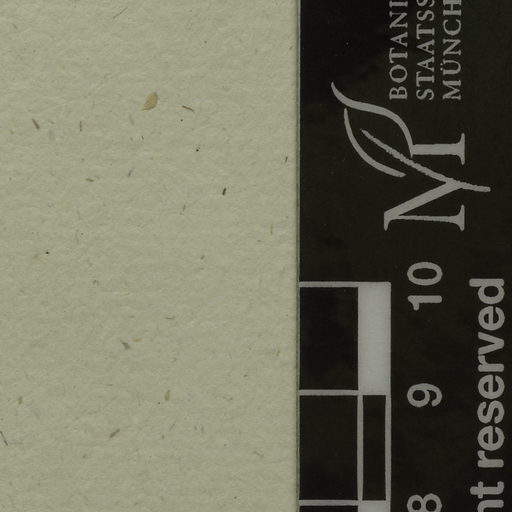 BOTANI
STAATSS
MÜNCH
M
10
9
8
nt reserved